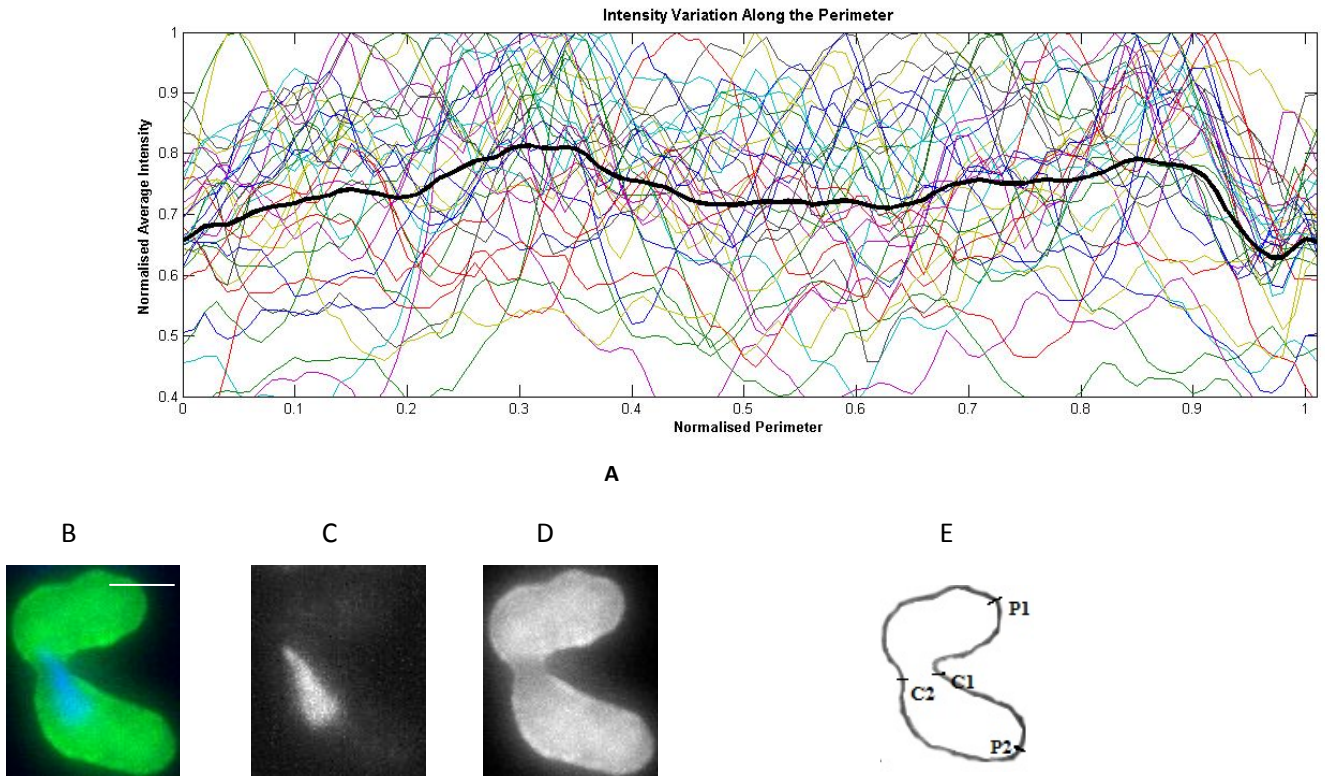 Intensity Variation Along the Perimeter
1
0.9
0.8
0.7
0.6
0.5
0.4
Normalised Average Intensity
0 0.1 0.2 0.3 0.4 0.5 0.6 0.7 0.8 0.9 1
Normalised Perimeter
A
B C D E
P1
C1
C2
P2